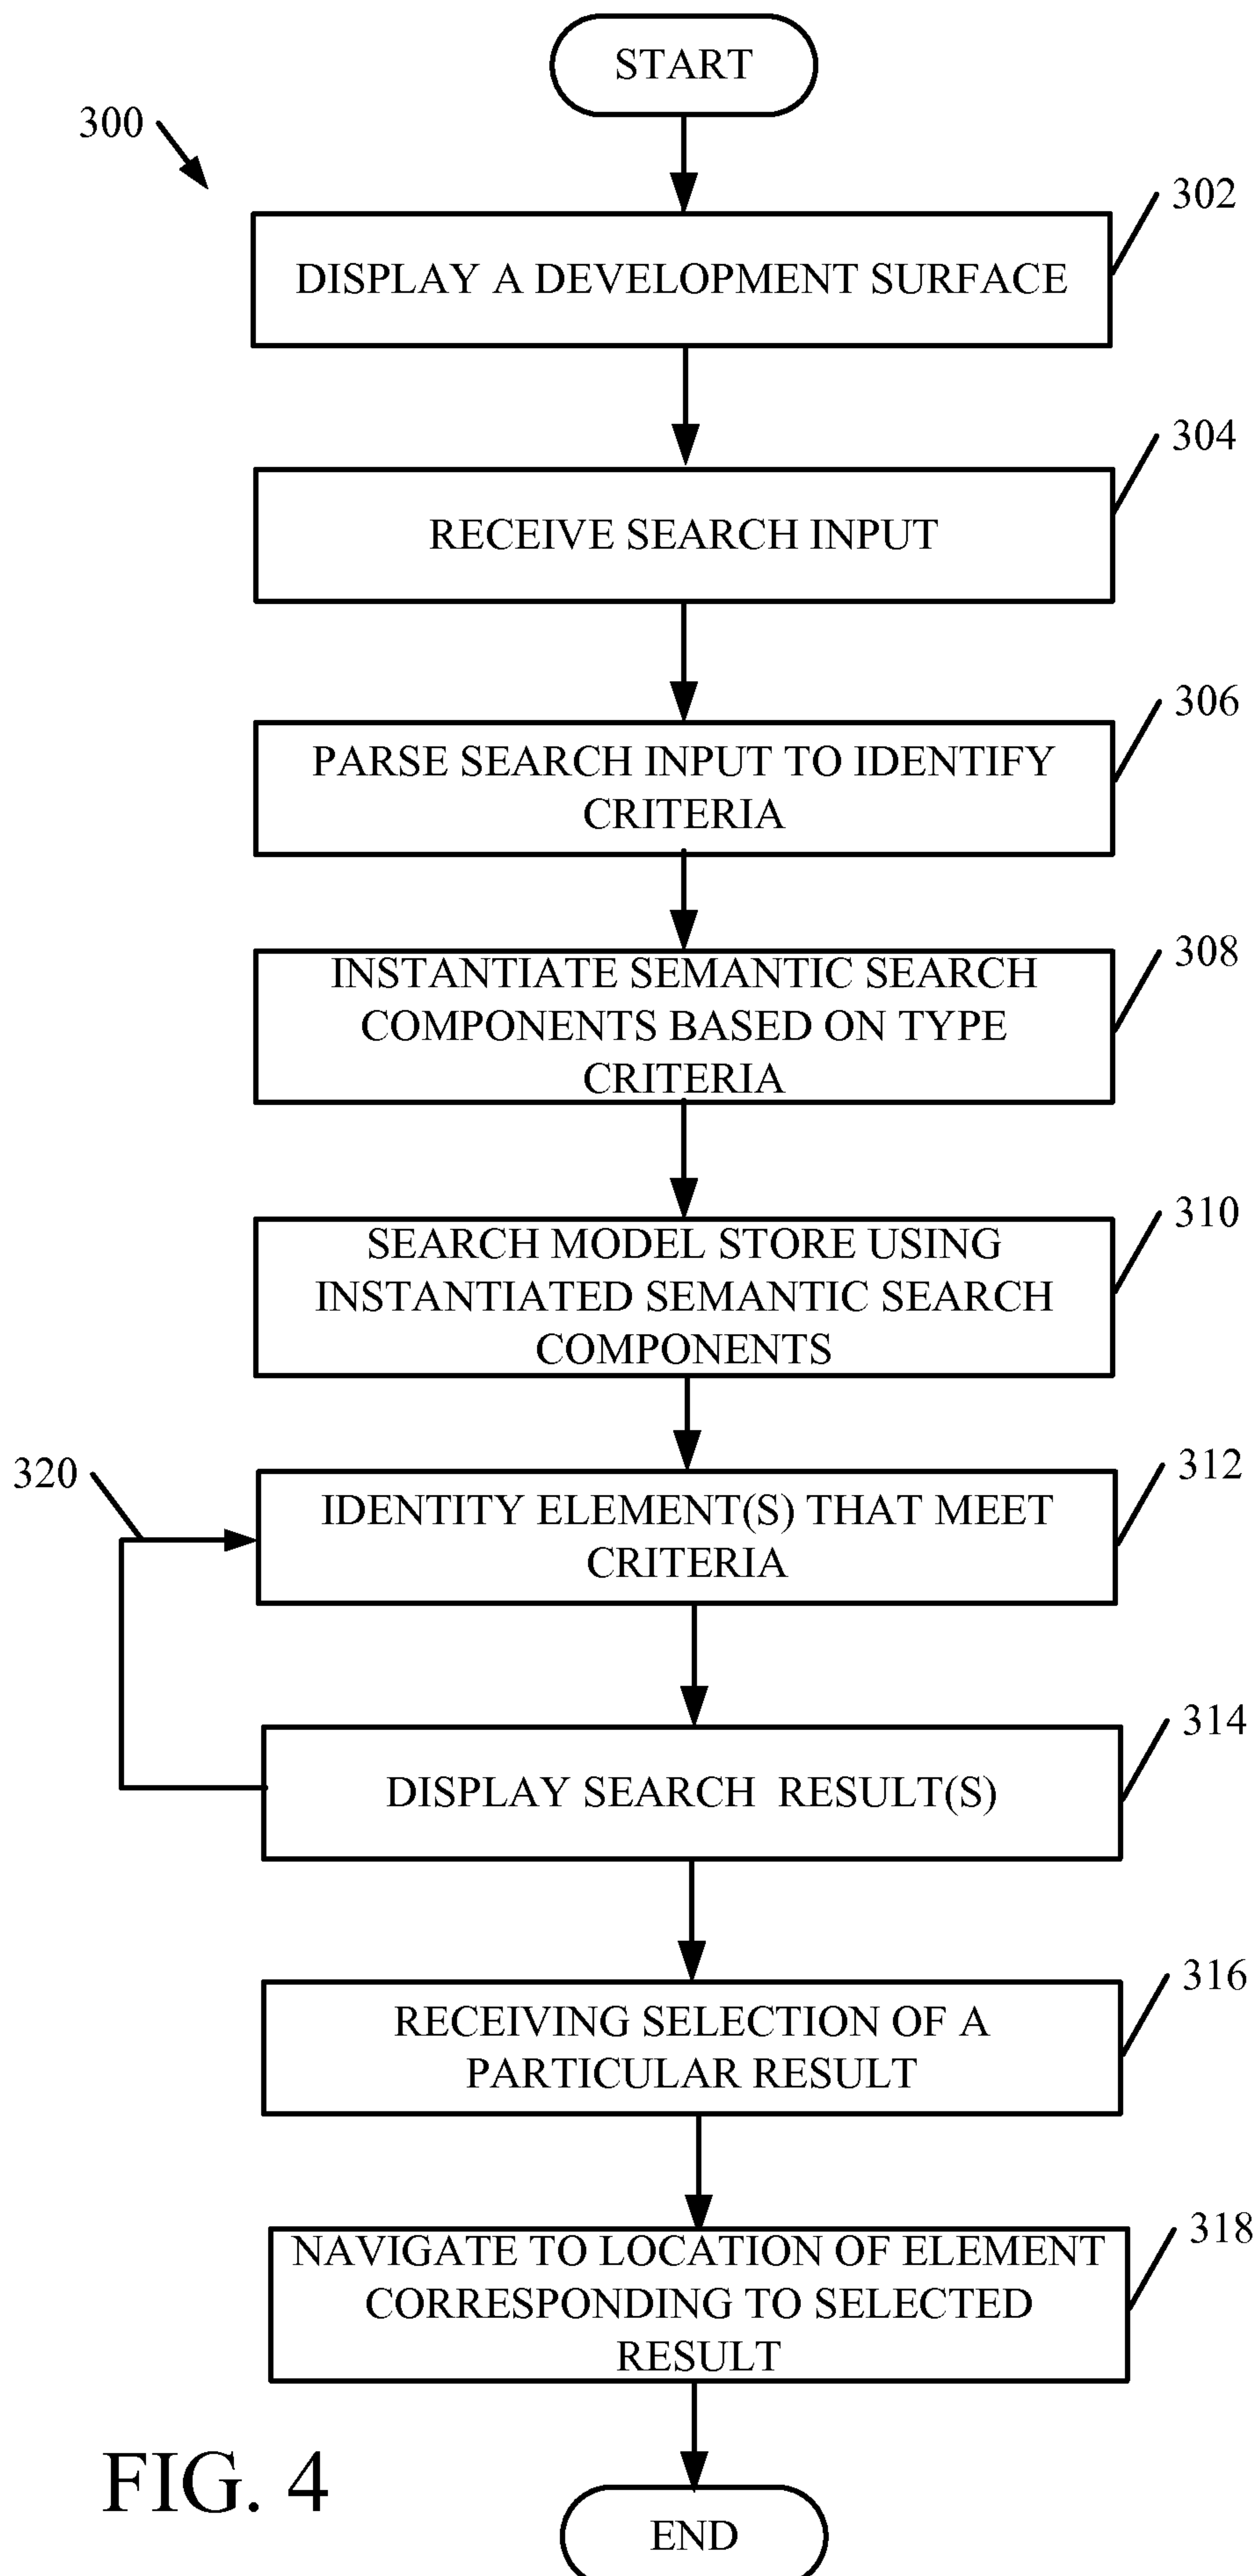 START
300
302
DISPLAY A DEVELOPMENT SURFACE
304
RECEIVE SEARCH INPUT
306
PARSE SEARCH INPUT TO IDENTIFY
CRITERIA
308
INSTANTIATE SEMANTIC SEARCH
COMPONENTS BASED ON TYPE
CRITERIA
310
SEARCH MODEL STORE USING
INSTANTIATED SEMANTIC SEARCH
COMPONENTS
320
312
IDENTITY ELEMENT(S) THAT MEET
CRITERIA
314
DISPLAY SEARCH RESULT(S)
316
RECEIVING SELECTION OF A
PARTICULAR RESULT
318
NAVIGATE TO LOCATION OF ELEMENT
CORRESPONDING TO SELECTED
RESULT
FIG. 4
END